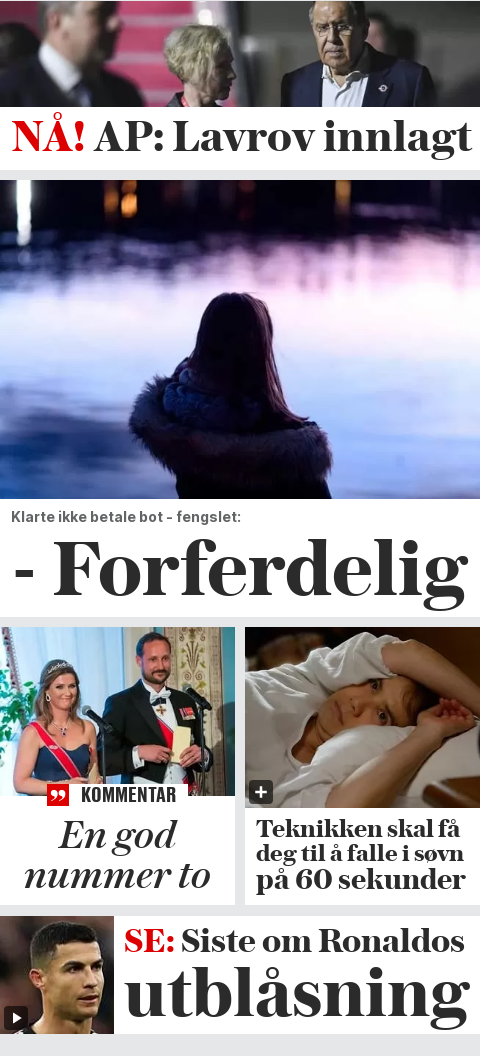 NÅ! AP: Lavrov innlagt
Klarte ikke betale bot - fengslet:
- Forferdelig
KOMMENTAR
En god
nummer to
Teknikken skal få
deg til å falle i søvn
på 60 sekunder
SE: Siste om Ronaldos
utblåsning